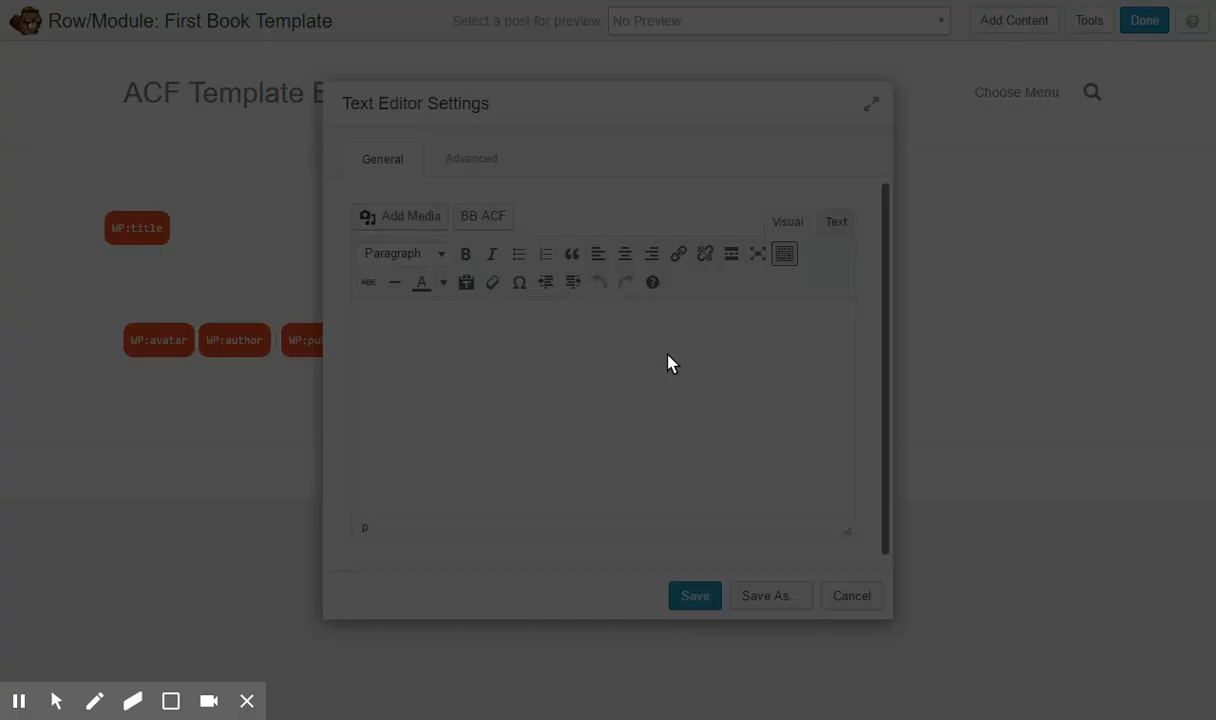 Row/Module: First Book Template
Select a post for preview
No Preview
Add Content
Tools
Done
ACF Template
Choose Menu
Text Editor Settings
General
Advanced
WP:title
Add Media
BB ACF
Visual
Text
Paragraph
B
I
ABC
A
WP:avatar
WP:author
p
Save
Save As...
Cancel